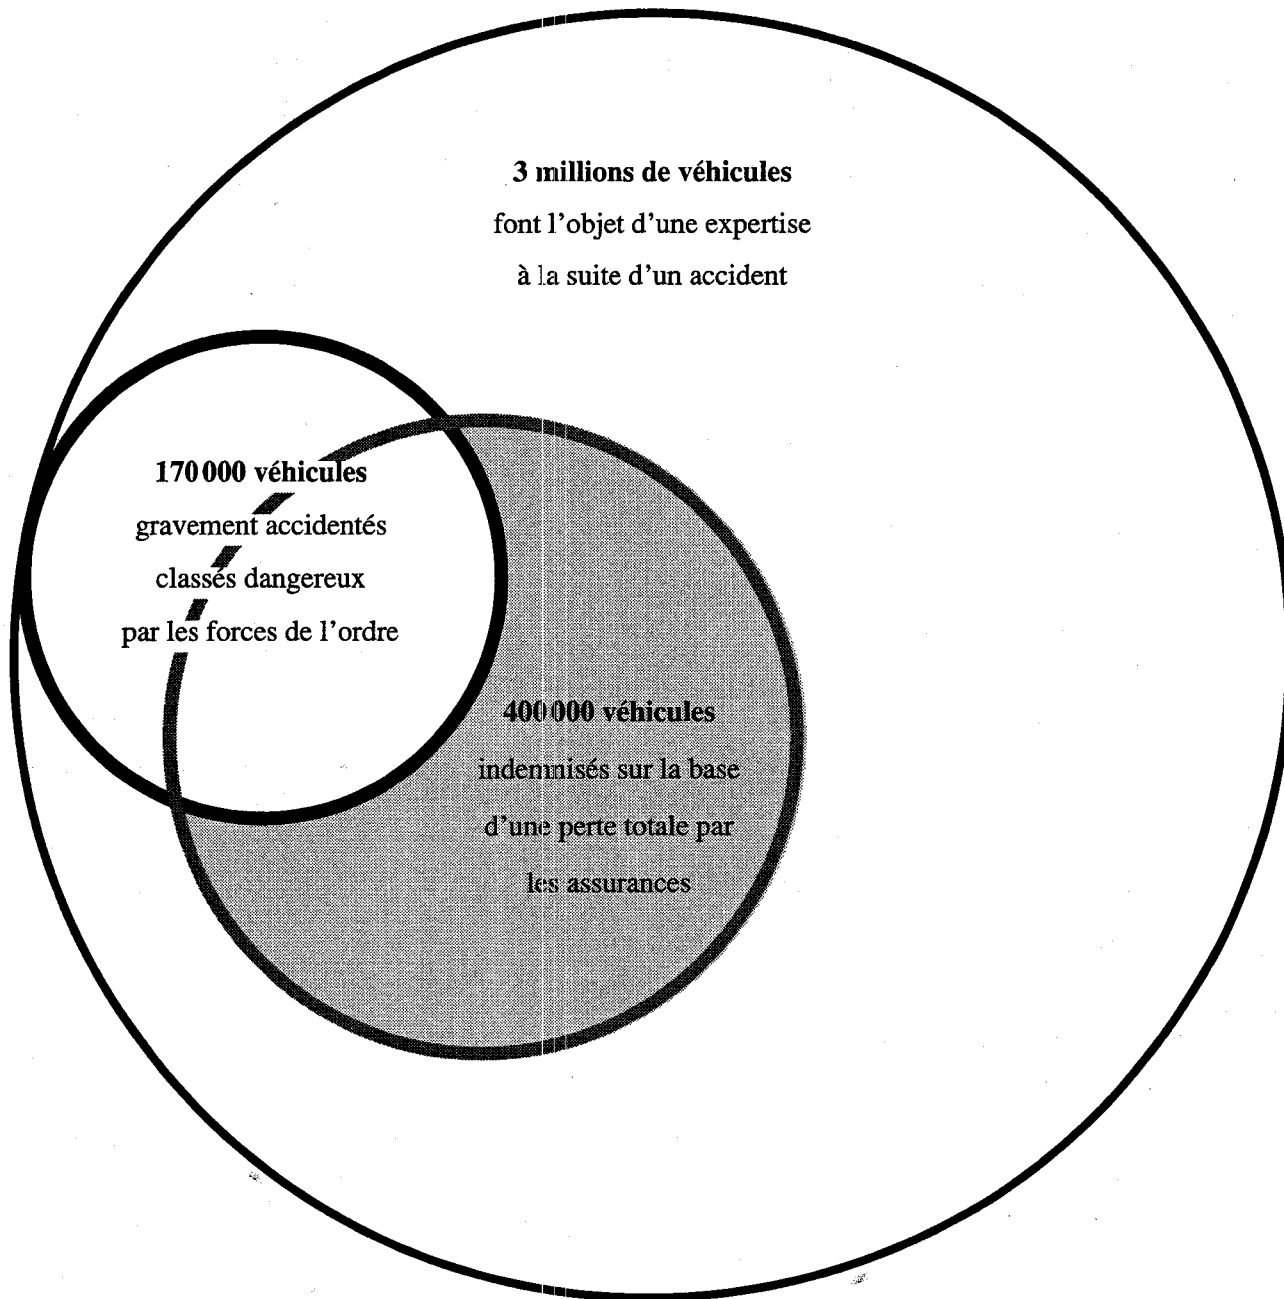 3 millions de véhicules
font l'objet d'une expertise
à la suite d'un accident
170 000 véhicules
gravement accidentés
classés dangereux
par les forces de l'ordre
400 000 véhicules
indemnisés sur la base
d'une perte totale par
les assurances